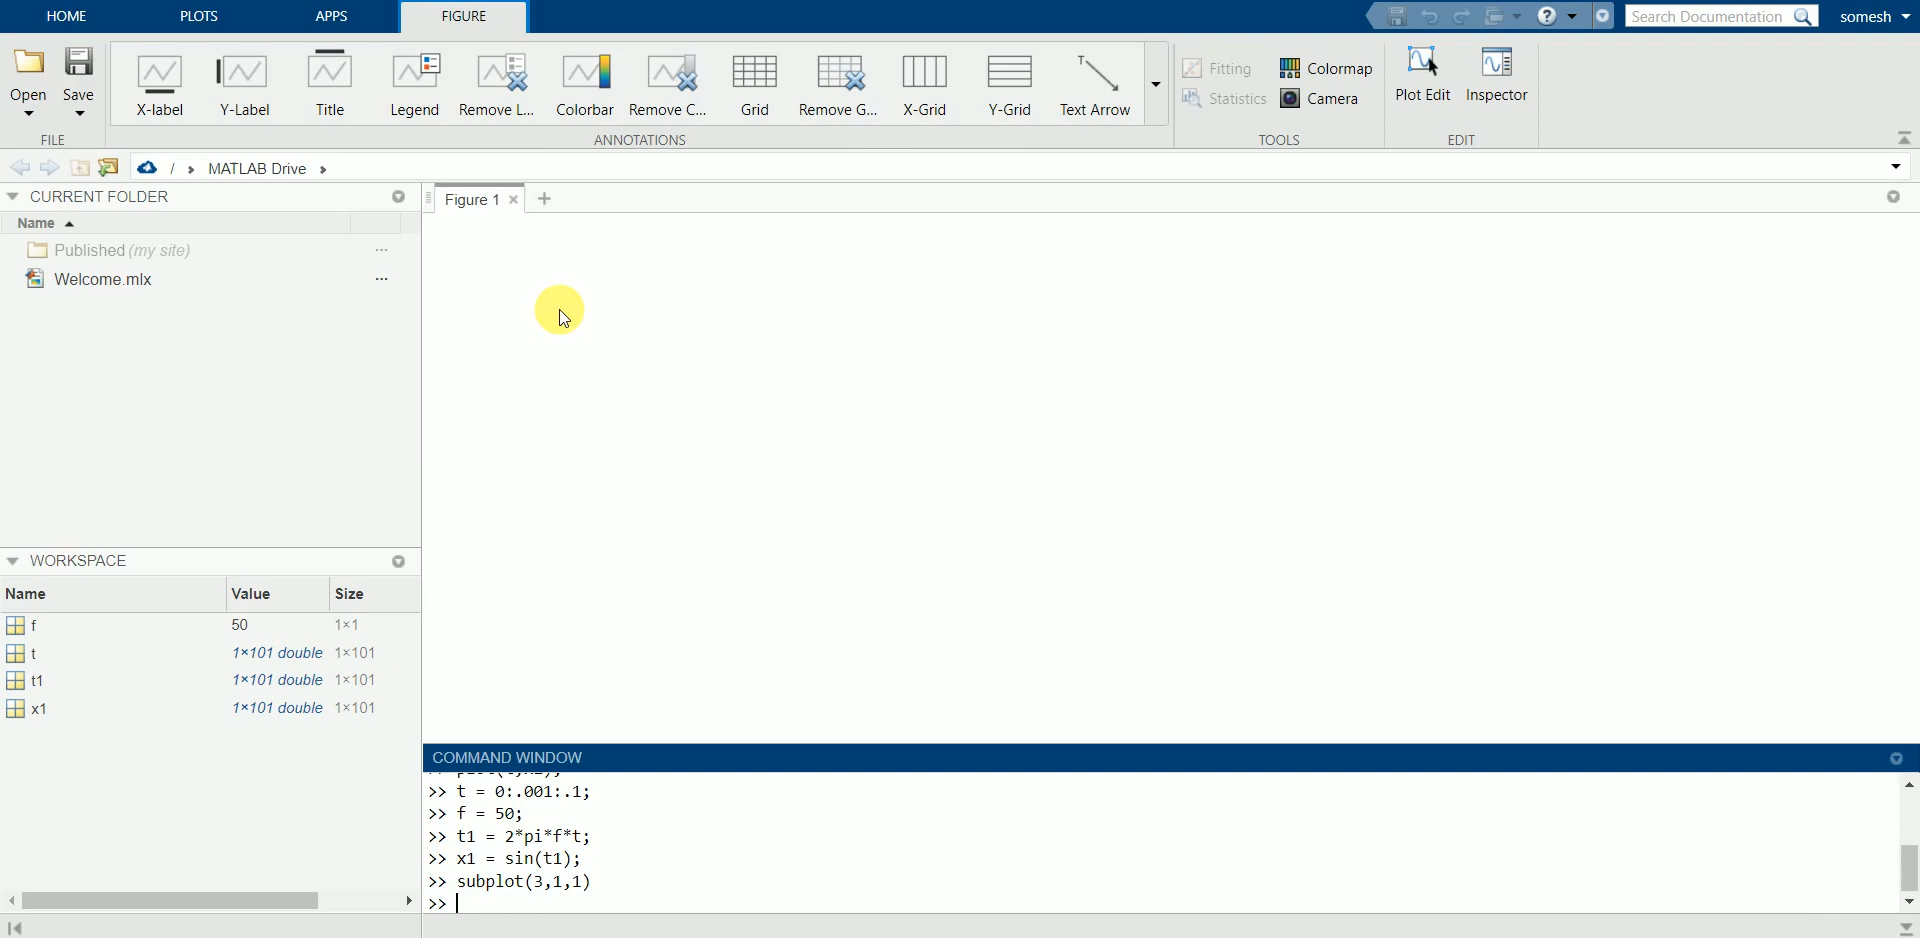 HOME PLOTS APPS FIGURE Search Documentation somesh
Open Save X-label Y-Label Title Legend Remove L... Colorbar Remove C... Grid Remove G... X-Grid Y-Grid Text Arrow Fitting Statistics Colormap Camera Plot Edit Inspector
FILE ANNOTATIONS TOOLS EDIT
/ MATLAB Drive
CURRENT FOLDER
Name
Published (my site) ...
Welcome.mlx ...
Figure 1 × +
WORKSPACE
Name Value Size
f 50 1×1
t 1×101 double 1×101
t1 1×101 double 1×101
x1 1×101 double 1×101
COMMAND WINDOW
>> t = 0:.001:.1;
>> f = 50;
>> t1 = 2*pi*f*t;
>> x1 = sin(t1);
>> subplot(3,1,1)
>>